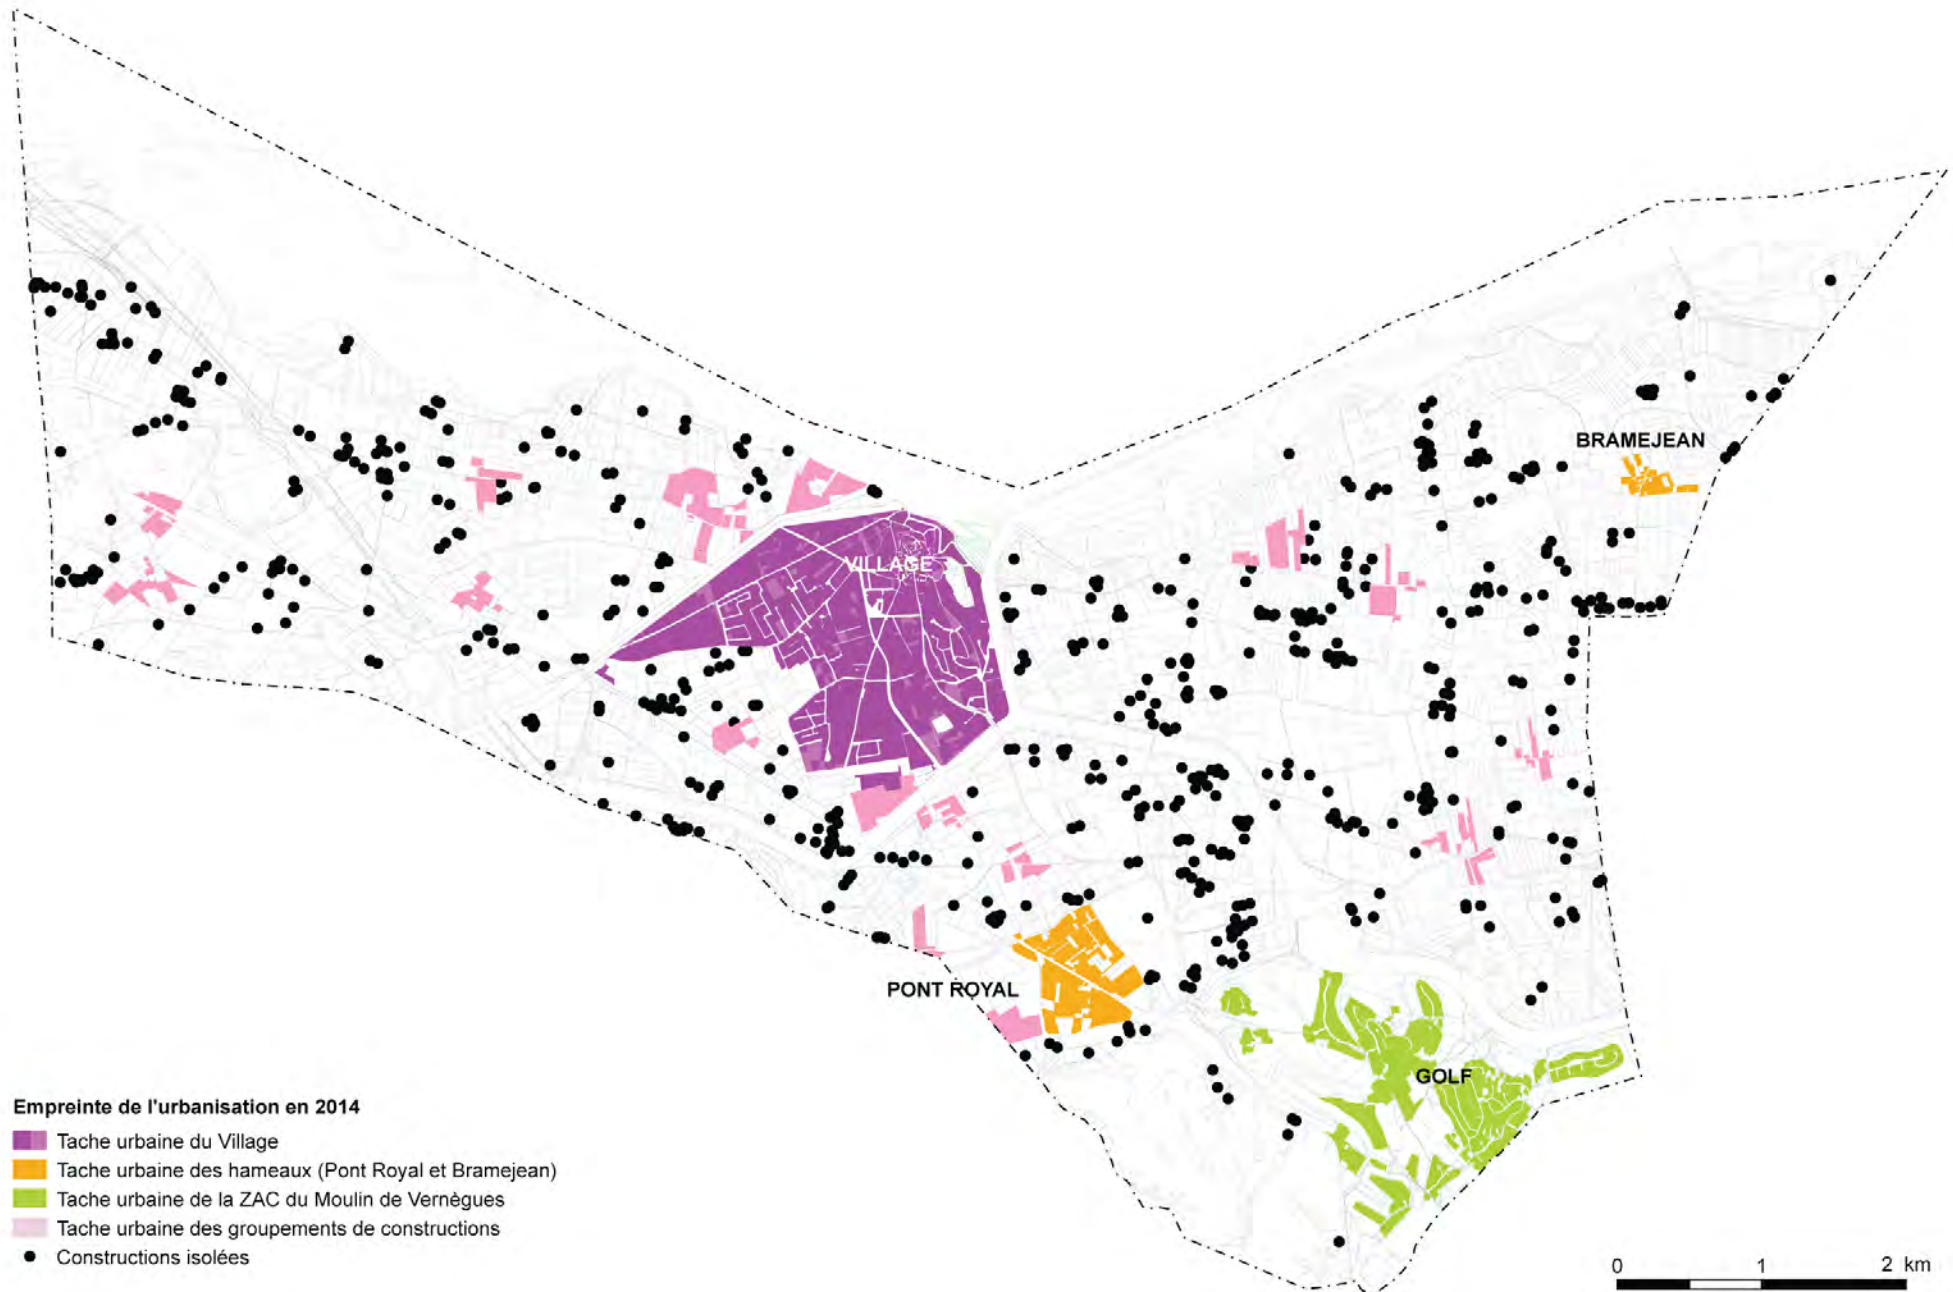 BRAMEJEAN
VILLAGE
PONT ROYAL
GOLF
Empreinte de l'urbanisation en 2014
Tache urbaine du Village
Tache urbaine des hameaux (Pont Royal et Bramejean)
Tache urbaine de la ZAC du Moulin de Vernègues
Tache urbaine des groupements de constructions
Constructions isolées
0 1 2 km